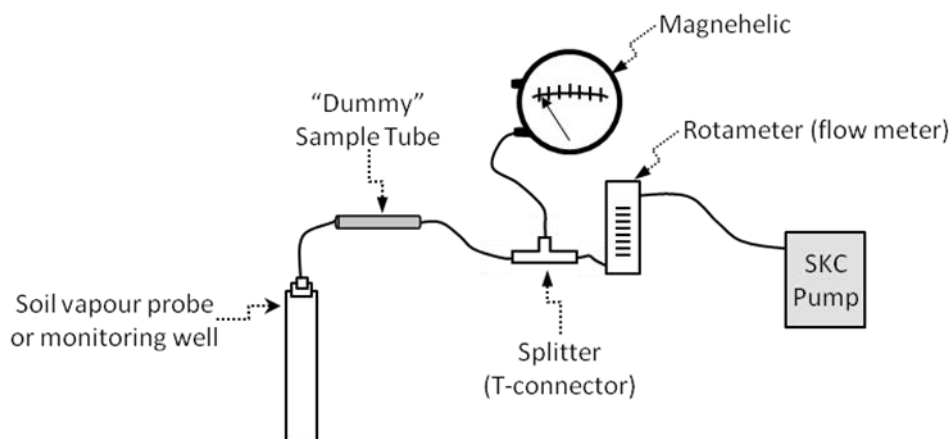 Magnehelic
“Dummy”
Sample Tube
Rotameter (flow meter)
SKC
Pump
Soil vapour probe
or monitoring well
Splitter
(T-connector)